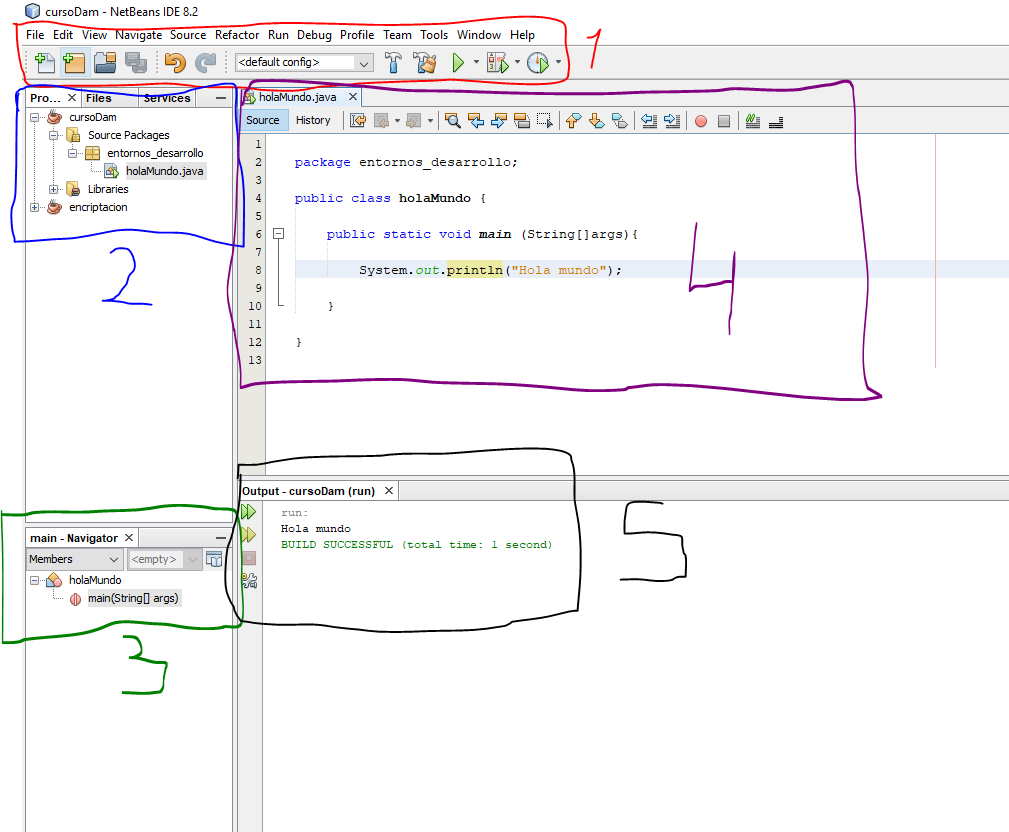 cursoDam - NetBeans IDE 8.2
File Edit View Navigate Source Refactor Run Debug Profile Team Tools Window Help
1
<default config>
Pro... Files Services
cursoDam
Source Packages
entornos_desarrollo
holaMundo.java
Libraries
encriptacion
2
holaMundo.java
Source History
1
2 package entornos_desarrollo;
3
4 public class holaMundo {
5
6 public static void main (String[]args){
7
8 System.out.println("Hola mundo");
9
10 }
11
12 }
13
4
main - Navigator
Members <empty>
holaMundo
main(String[] args)
3
Output - cursoDam (run)
run:
Hola mundo
BUILD SUCCESSFUL (total time: 1 second)
5